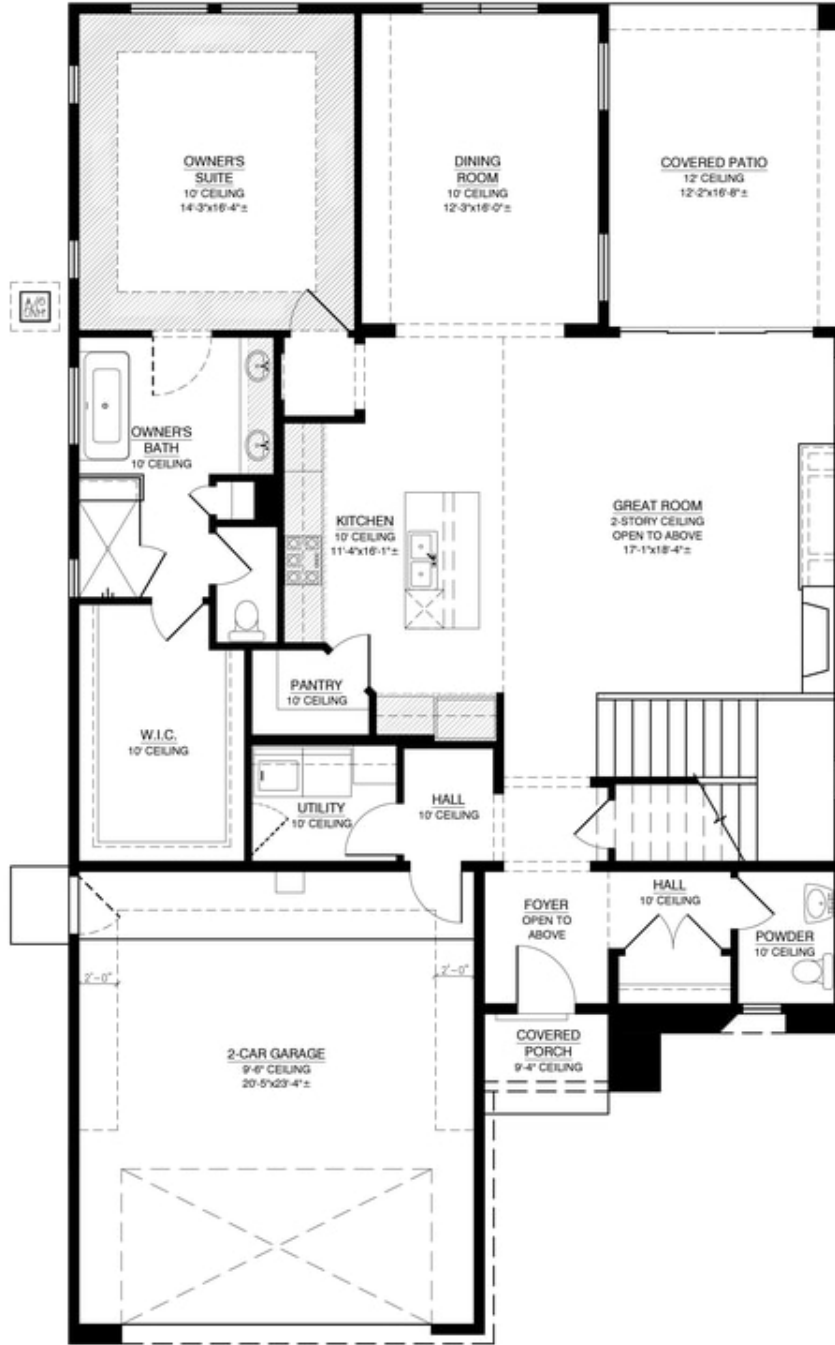 OWNER'S
SUITE
10' CEILING
14'-3"x16'-4"±
DINING
ROOM
10' CEILING
12'-3"x16'-0"±
COVERED PATIO
12' CEILING
12'-2"x16'-8"±
A/C
UNIT
OWNER'S
BATH
10' CEILING
KITCHEN
10' CEILING
11'-4"x16'-1"±
GREAT ROOM
2-STORY CEILING
OPEN TO ABOVE
17'-1"x18'-4"±
PANTRY
10' CEILING
W.I.C.
10' CEILING
UTILITY
10' CEILING
HALL
10' CEILING
FOYER
OPEN TO
ABOVE
HALL
10' CEILING
POWDER
10' CEILING
2'-0"
2'-0"
COVERED
PORCH
9'-4" CEILING
2-CAR GARAGE
9'-6" CEILING
20'-5"x23'-4"±